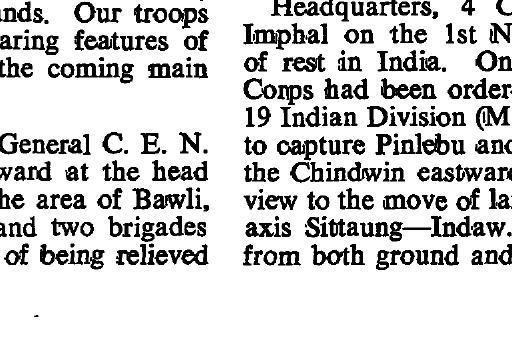 nds. Our troops
aring features of
the coming main
General C. E. N.
ward at the head
he area of Bawli,
and two brigades
of being relieved
Headquarters, 4 C
Imphal on the 1st N
of rest in India. On
Corps had been order-
19 Indian Division (M
to capture Pinlebu and
the Chindwin eastward
view to the move of la
axis Sittaung—Indaw.
from both ground and